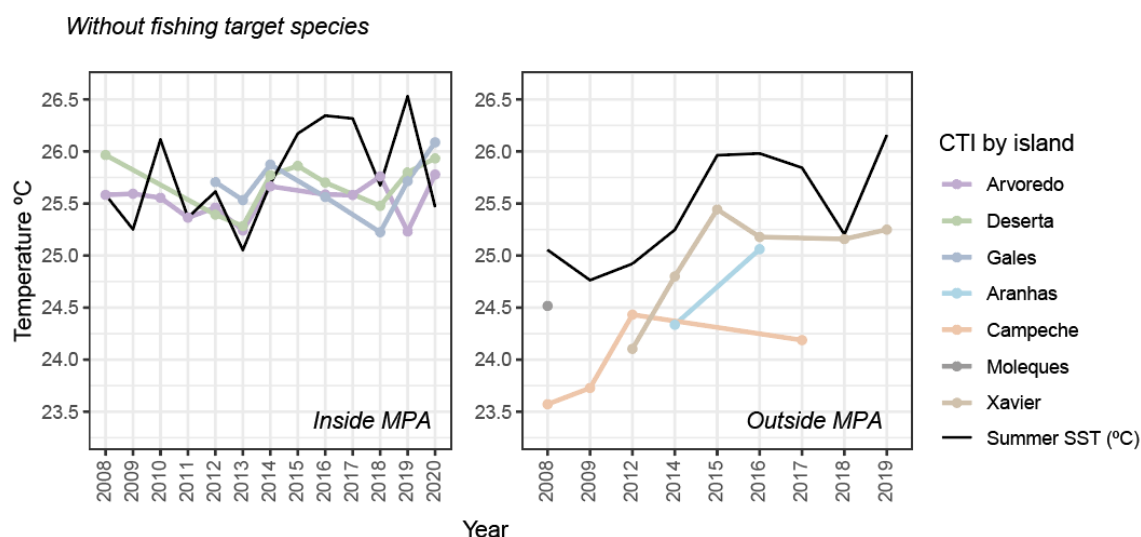 Without fishing target species
26.5
26.0
25.5
25.0
24.5
24.0
23.5
Temperature ºC
Inside MPA
2008
2009
2010
2011
2012
2013
2014
2015
2016
2017
2018
2019
2020
26.5
26.0
25.5
25.0
24.5
24.0
23.5
Outside MPA
2008
2009
2012
2014
2015
2016
2017
2018
2019
Year
CTI by island
Arvoredo
Deserta
Gales
Aranhas
Campeche
Moleques
Xavier
Summer SST (ºC)